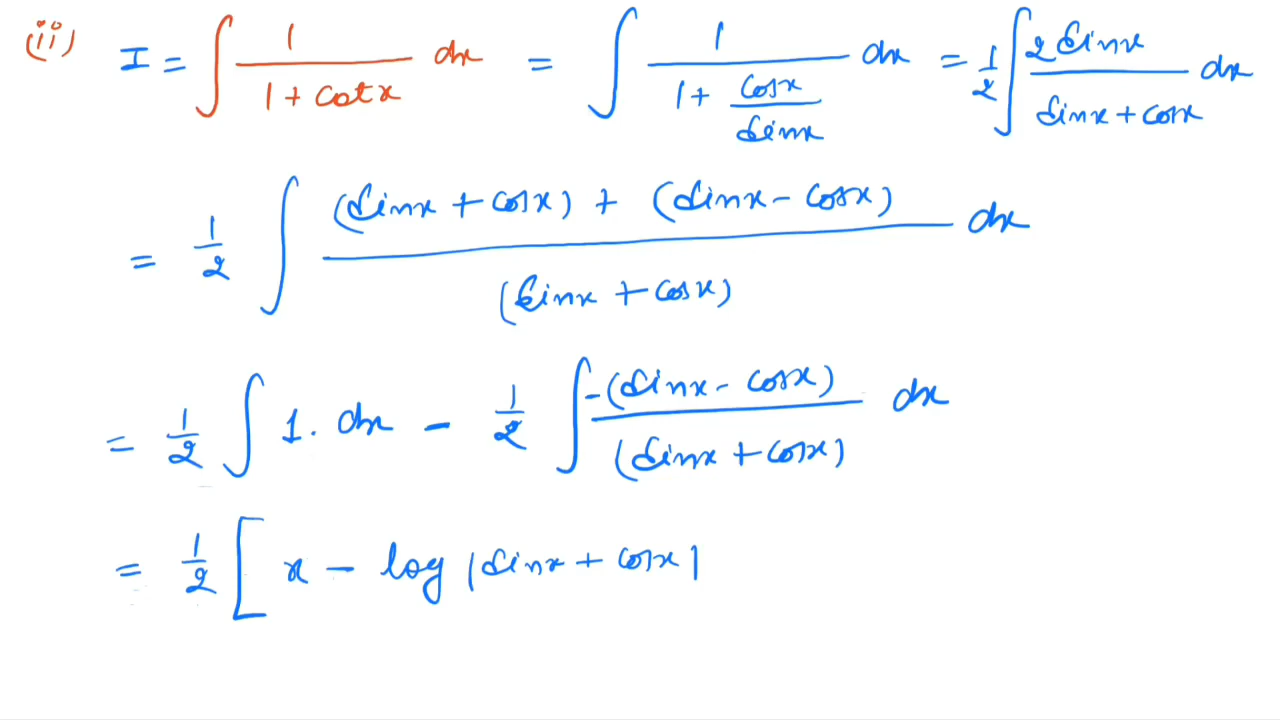 (ii) I = ∫ 1/(1 + cot x) dx = ∫ 1/(1 + cos x/sin x) dx = 1/2 ∫ 2 sin x/(sin x + cos x) dx
= 1/2 ∫ ((sin x + cos x) + (sin x - cos x))/(sin x + cos x) dx
= 1/2 ∫ 1. dx - 1/2 ∫ -(sin x - cos x)/(sin x + cos x) dx
= 1/2 [ x - log |sin x + cos x|